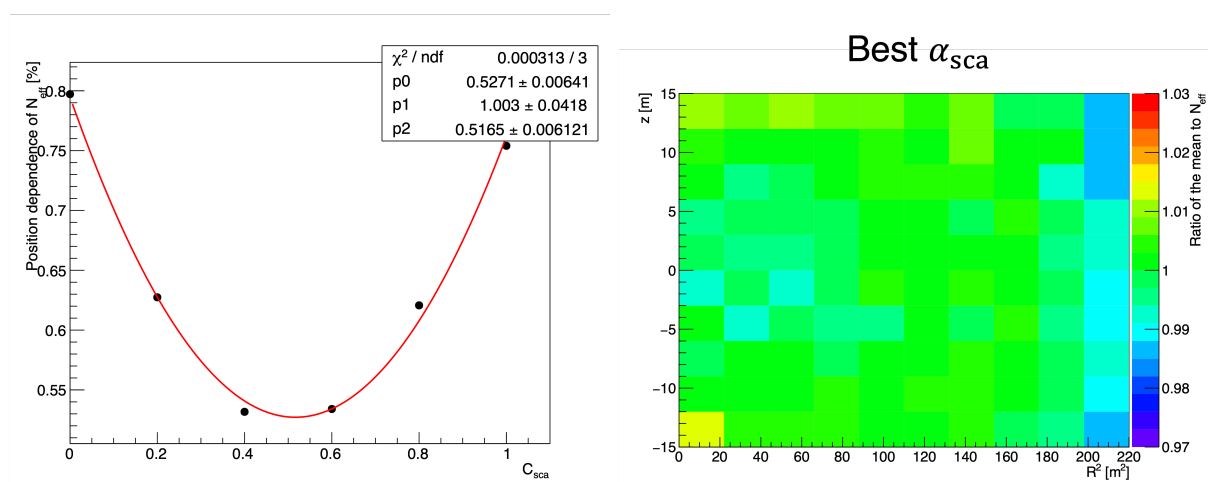 χ² / ndf 0.000313 / 3
p0 0.5271 ± 0.00641
p1 1.003 ± 0.0418
p2 0.5165 ± 0.006121
Position dependence of N_eff [%]
0.8
0.75
0.7
0.65
0.6
0.55
0 0.2 0.4 0.6 0.8 1
C_sca
Best α_sca
z [m]
15
10
5
0
−5
−10
−15
0 20 40 60 80 100 120 140 160 180 200 220
R² [m²]
1.03
1.02
1.01
1
0.99
0.98
0.97
Ratio of the mean to N_eff